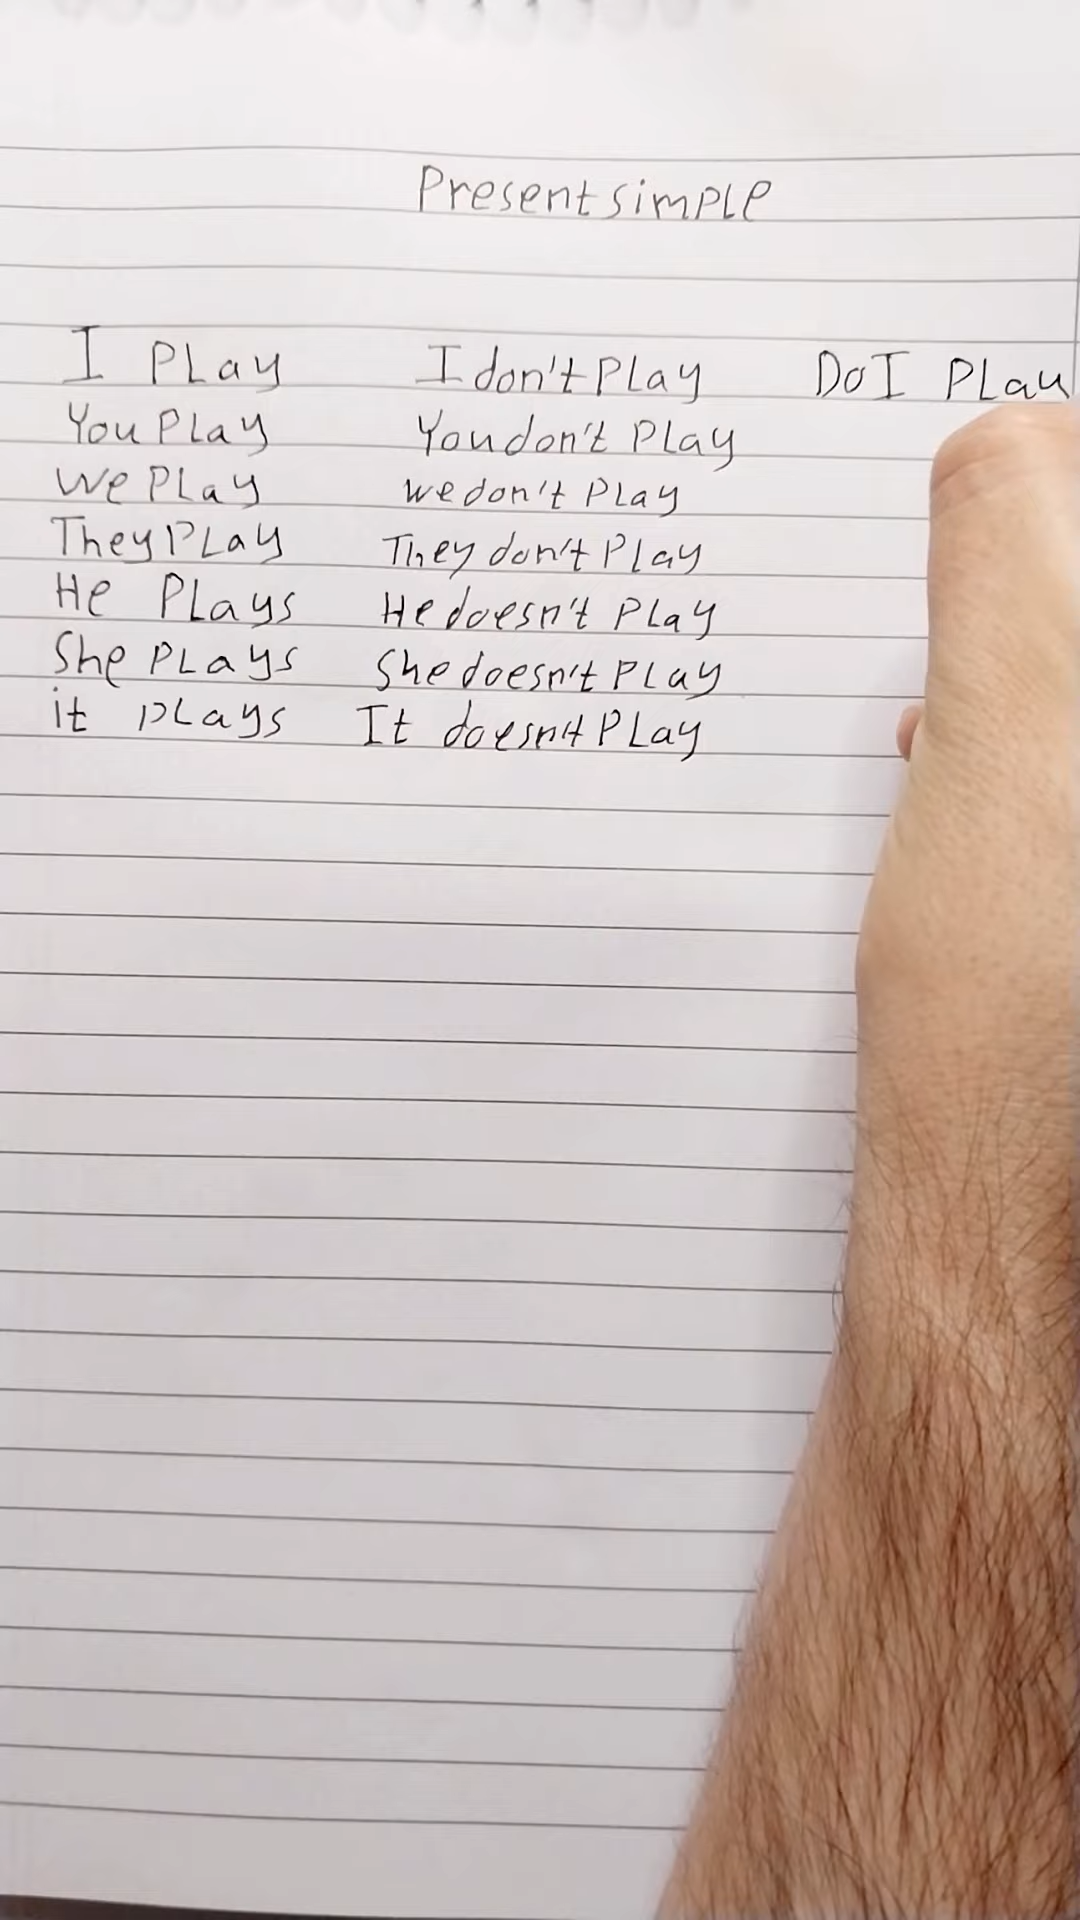 Present simple
I Play I don't Play Do I Play
You Play You don't Play
we Play we don't Play
They Play They don't Play
He Plays He doesn't Play
She Plays She doesn't Play
it plays It doesn't Play